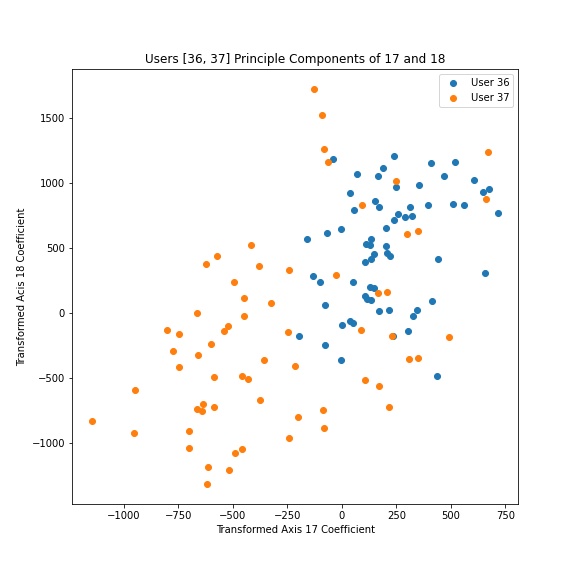 Users [36, 37] Principle Components of 17 and 18
User 36
User 37
1500
1000
500
0
−500
−1000
Transformed Acis 18 Coefficient
−1000
−750
−500
−250
0
250
500
750
Transformed Axis 17 Coefficient